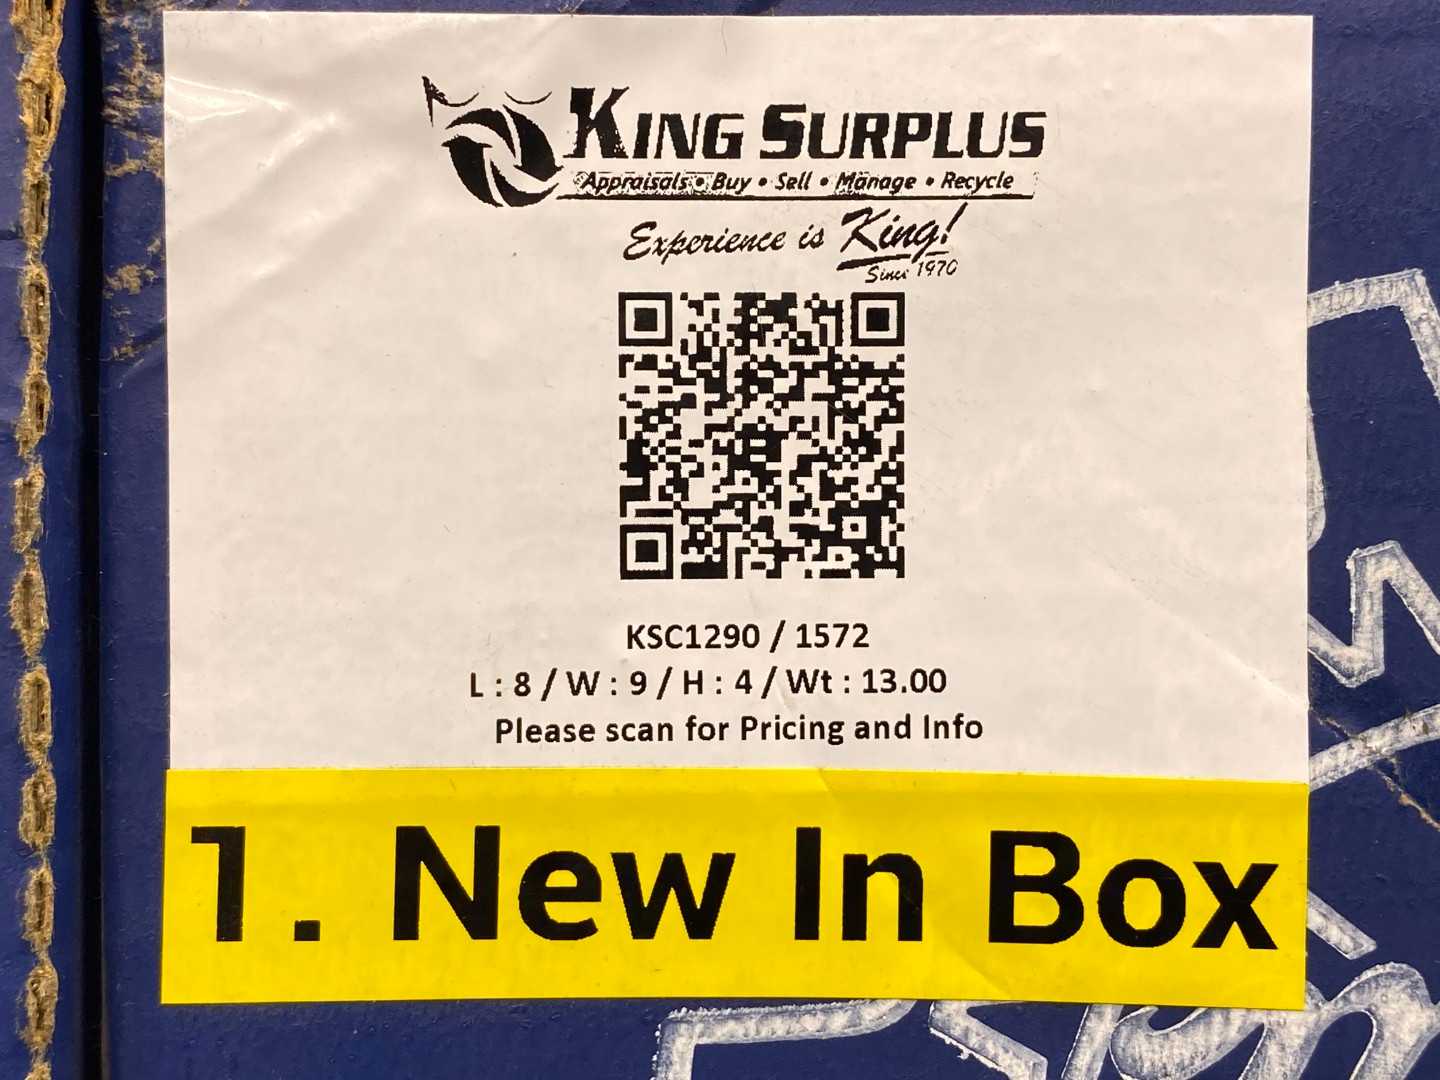 KING SURPLUS
Appraisals • Buy • Sell • Manage • Recycle
Experience is King!
Since 1970
KSC1290 / 1572
L : 8 / W : 9 / H : 4 / Wt : 13.00
Please scan for Pricing and Info
1. New In Box